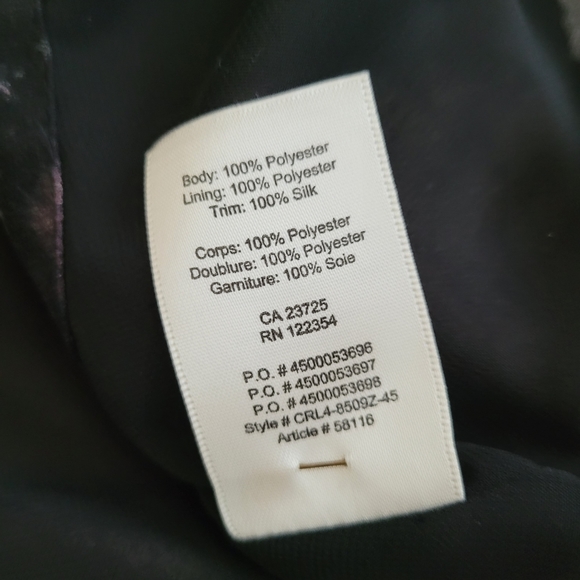 Body: 100% Polyester
Lining: 100% Polyester
Trim: 100% Silk
Corps: 100% Polyester
Doublure: 100% Polyester
Garniture: 100% Soie
CA 23725
RN 122354
P.O. # 4500053696
P.O. # 4500053697
P.O. # 4500053698
Style # CRL4-8509Z-45
Article # 58116